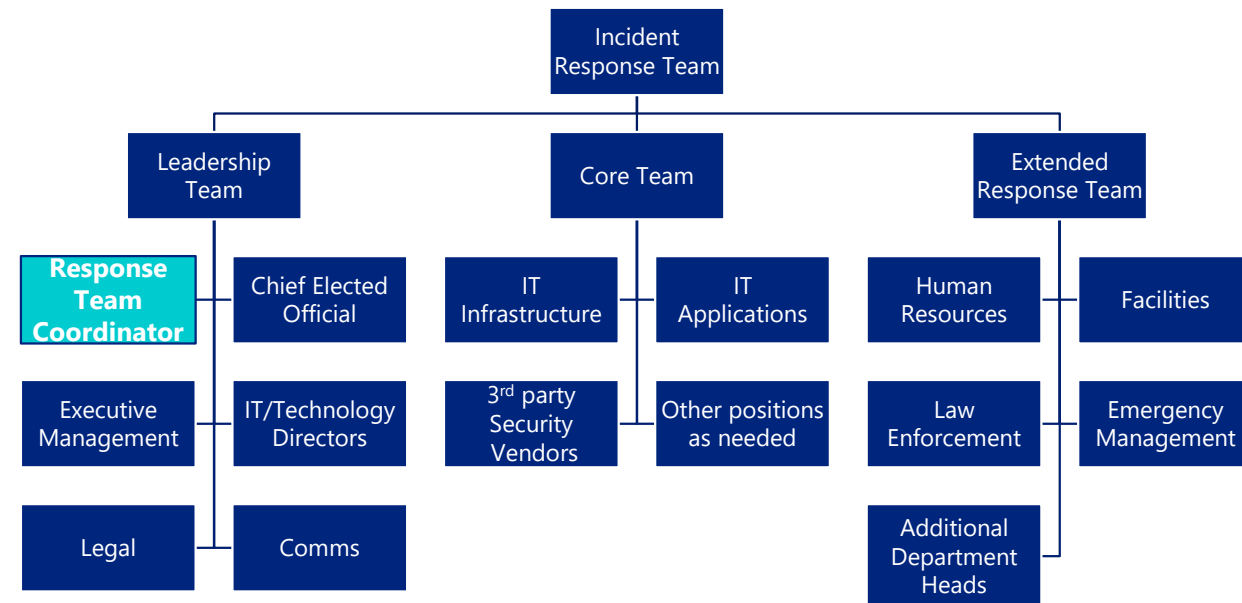 Incident
Response Team
Leadership
Team
Core Team
Extended
Response Team
Response
Team
Coordinator
Chief Elected
Official
IT
Infrastructure
IT
Applications
Human
Resources
Facilities
Executive
Management
IT/Technology
Directors
3rd party
Security
Vendors
Other positions
as needed
Law
Enforcement
Emergency
Management
Legal
Comms
Additional
Department
Heads